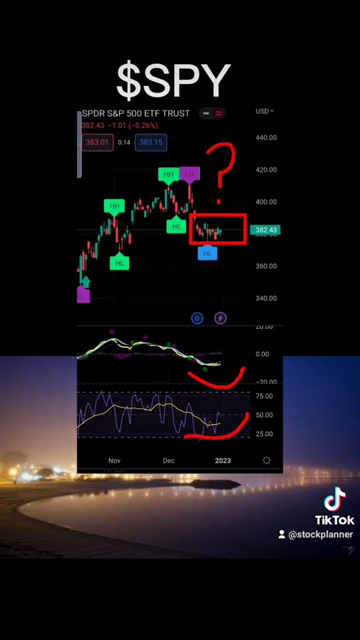 $SPY
SPDR S&P 500 ETF TRUST
USD
382.43 −1.01 (−0.26%)
383.01 0.14 383.15
440.00
420.00
400.00
382.43
360.00
340.00
HH
HH
LH
HL
HL
HL
?
D
20.00
0.00
−20.00
75.00
50.00
25.00
Nov Dec 2023
TikTok
@stockplanner